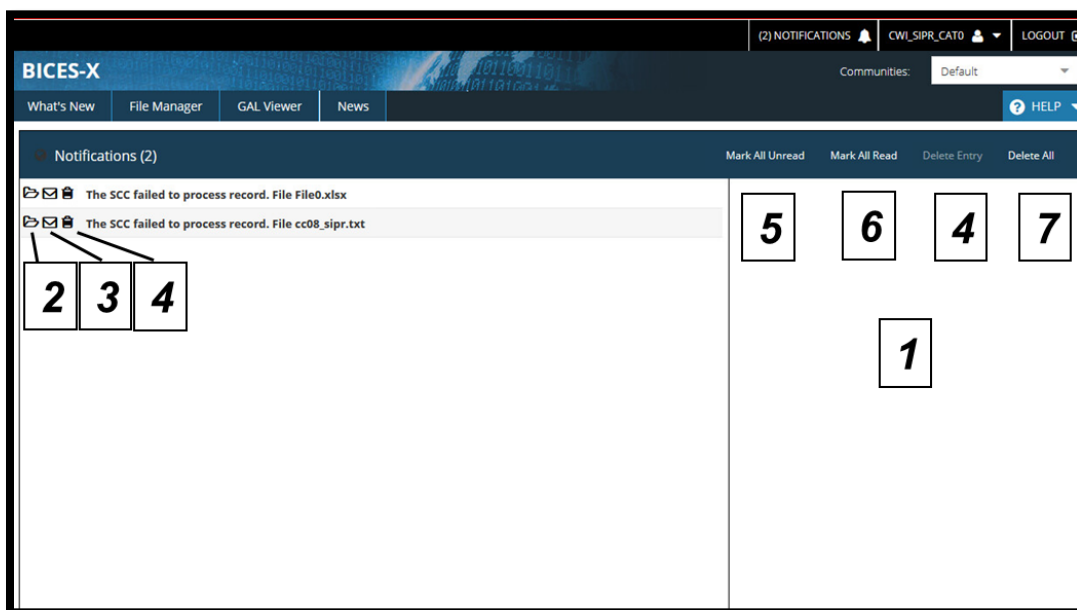 (2) NOTIFICATIONS CWI_SIPR_CAT0 LOGOUT
BICES-X Communities: Default
What's New File Manager GAL Viewer News HELP
Notifications (2) Mark All Unread Mark All Read Delete Entry Delete All
The SCC failed to process record. File File0.xlsx
The SCC failed to process record. File cc08_sipr.txt
5 6 4 7
2 3 4
1